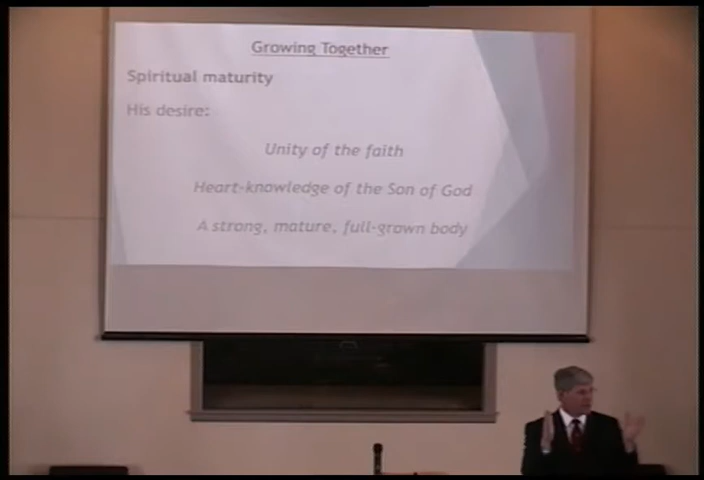 Growing Together
Spiritual maturity
His desire:
Unity of the faith
Heart-knowledge of the Son of God
A strong, mature, full-grown body